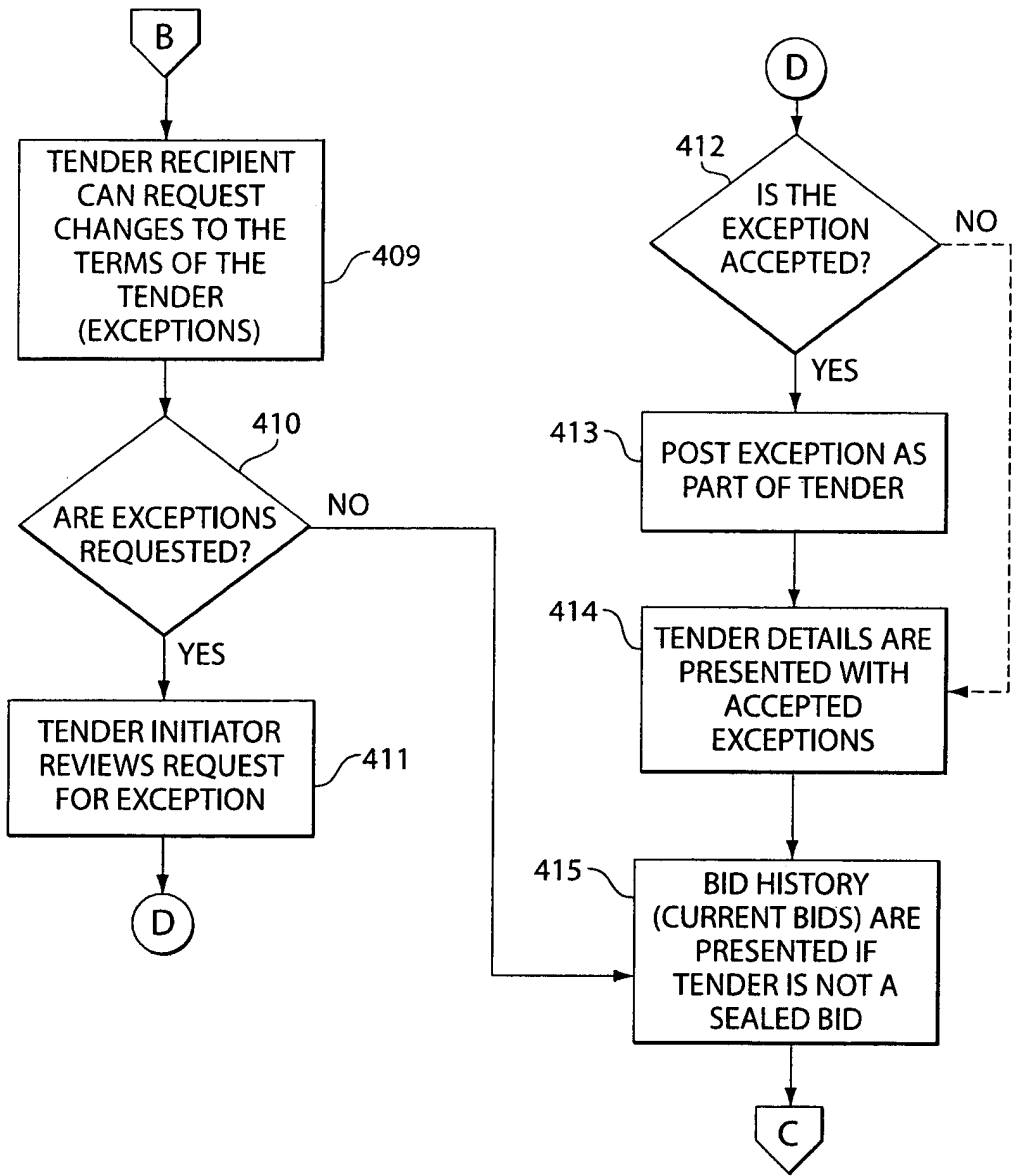 B
TENDER RECIPIENT
CAN REQUEST
CHANGES TO THE
TERMS OF THE
TENDER
(EXCEPTIONS)
409
410
ARE EXCEPTIONS
REQUESTED?
NO
YES
TENDER INITIATOR
REVIEWS REQUEST
FOR EXCEPTION
411
D
D
412
IS THE
EXCEPTION
ACCEPTED?
NO
YES
413
POST EXCEPTION AS
PART OF TENDER
414
TENDER DETAILS ARE
PRESENTED WITH
ACCEPTED
EXCEPTIONS
415
BID HISTORY
(CURRENT BIDS) ARE
PRESENTED IF
TENDER IS NOT A
SEALED BID
C